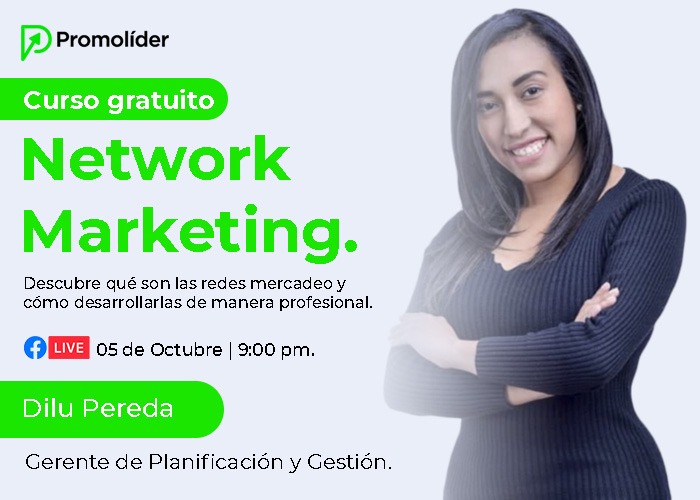 Promolíder
Curso gratuito
Network
Marketing.
Descubre qué son las redes mercadeo y
cómo desarrollarlas de manera profesional.
LIVE 05 de Octubre | 9:00 pm.
Dilu Pereda
Gerente de Planificación y Gestión.